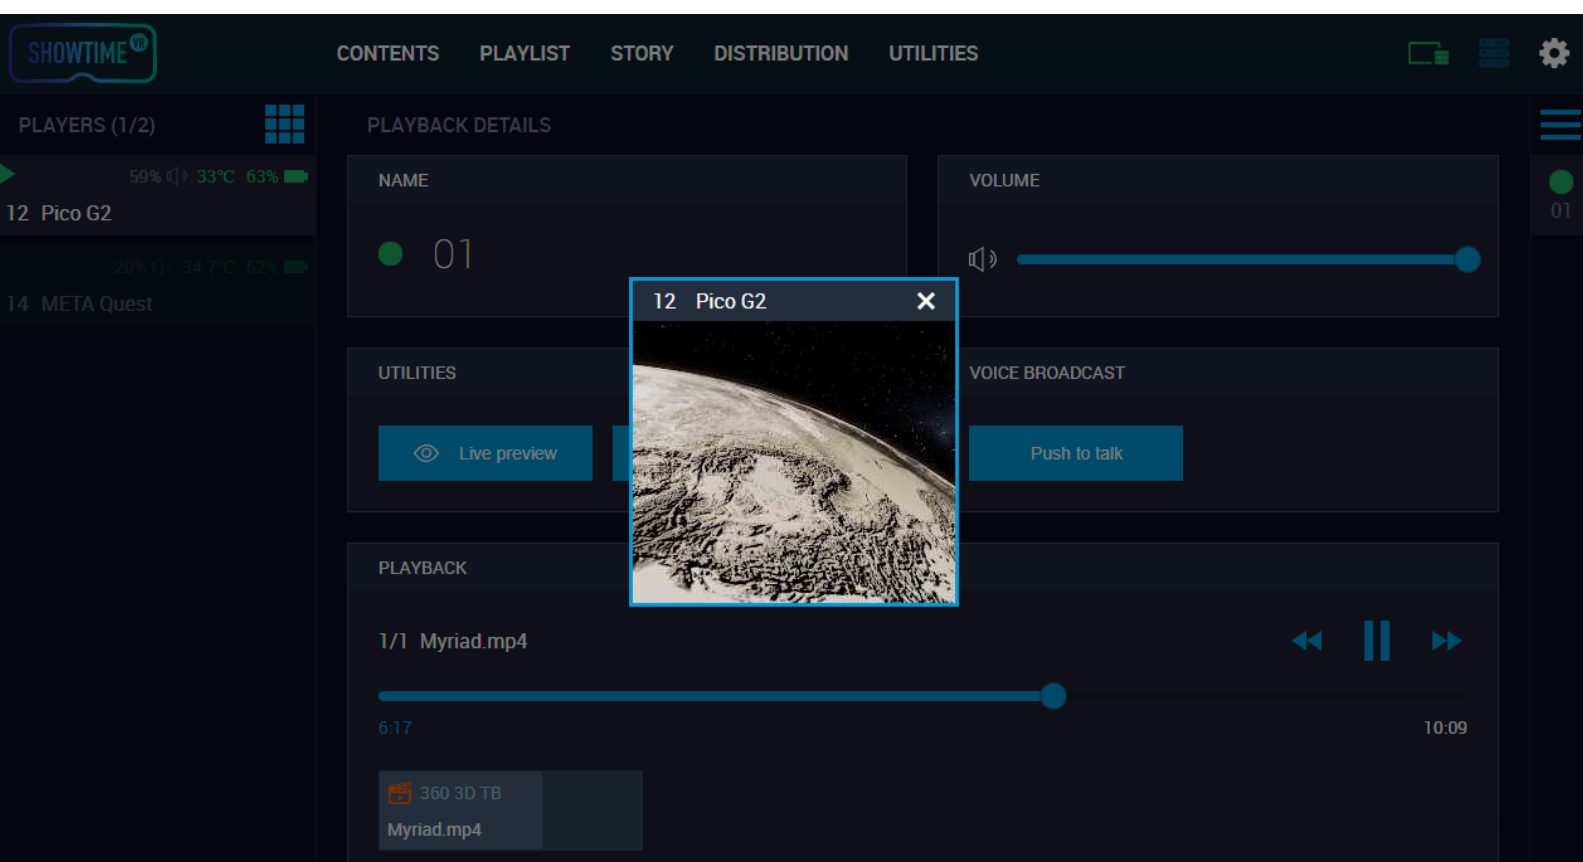 SHOWTIME VR
CONTENTS PLAYLIST STORY DISTRIBUTION UTILITIES
PLAYERS (1/2)
PLAYBACK DETAILS
59% 33°C 63%
12 Pico G2
20% 34.7°C 62%
14 META Quest
NAME
01
VOLUME
01
12 Pico G2
UTILITIES
Live preview
VOICE BROADCAST
Push to talk
PLAYBACK
1/1 Myriad.mp4
6:17
10:09
360 3D TB
Myriad.mp4